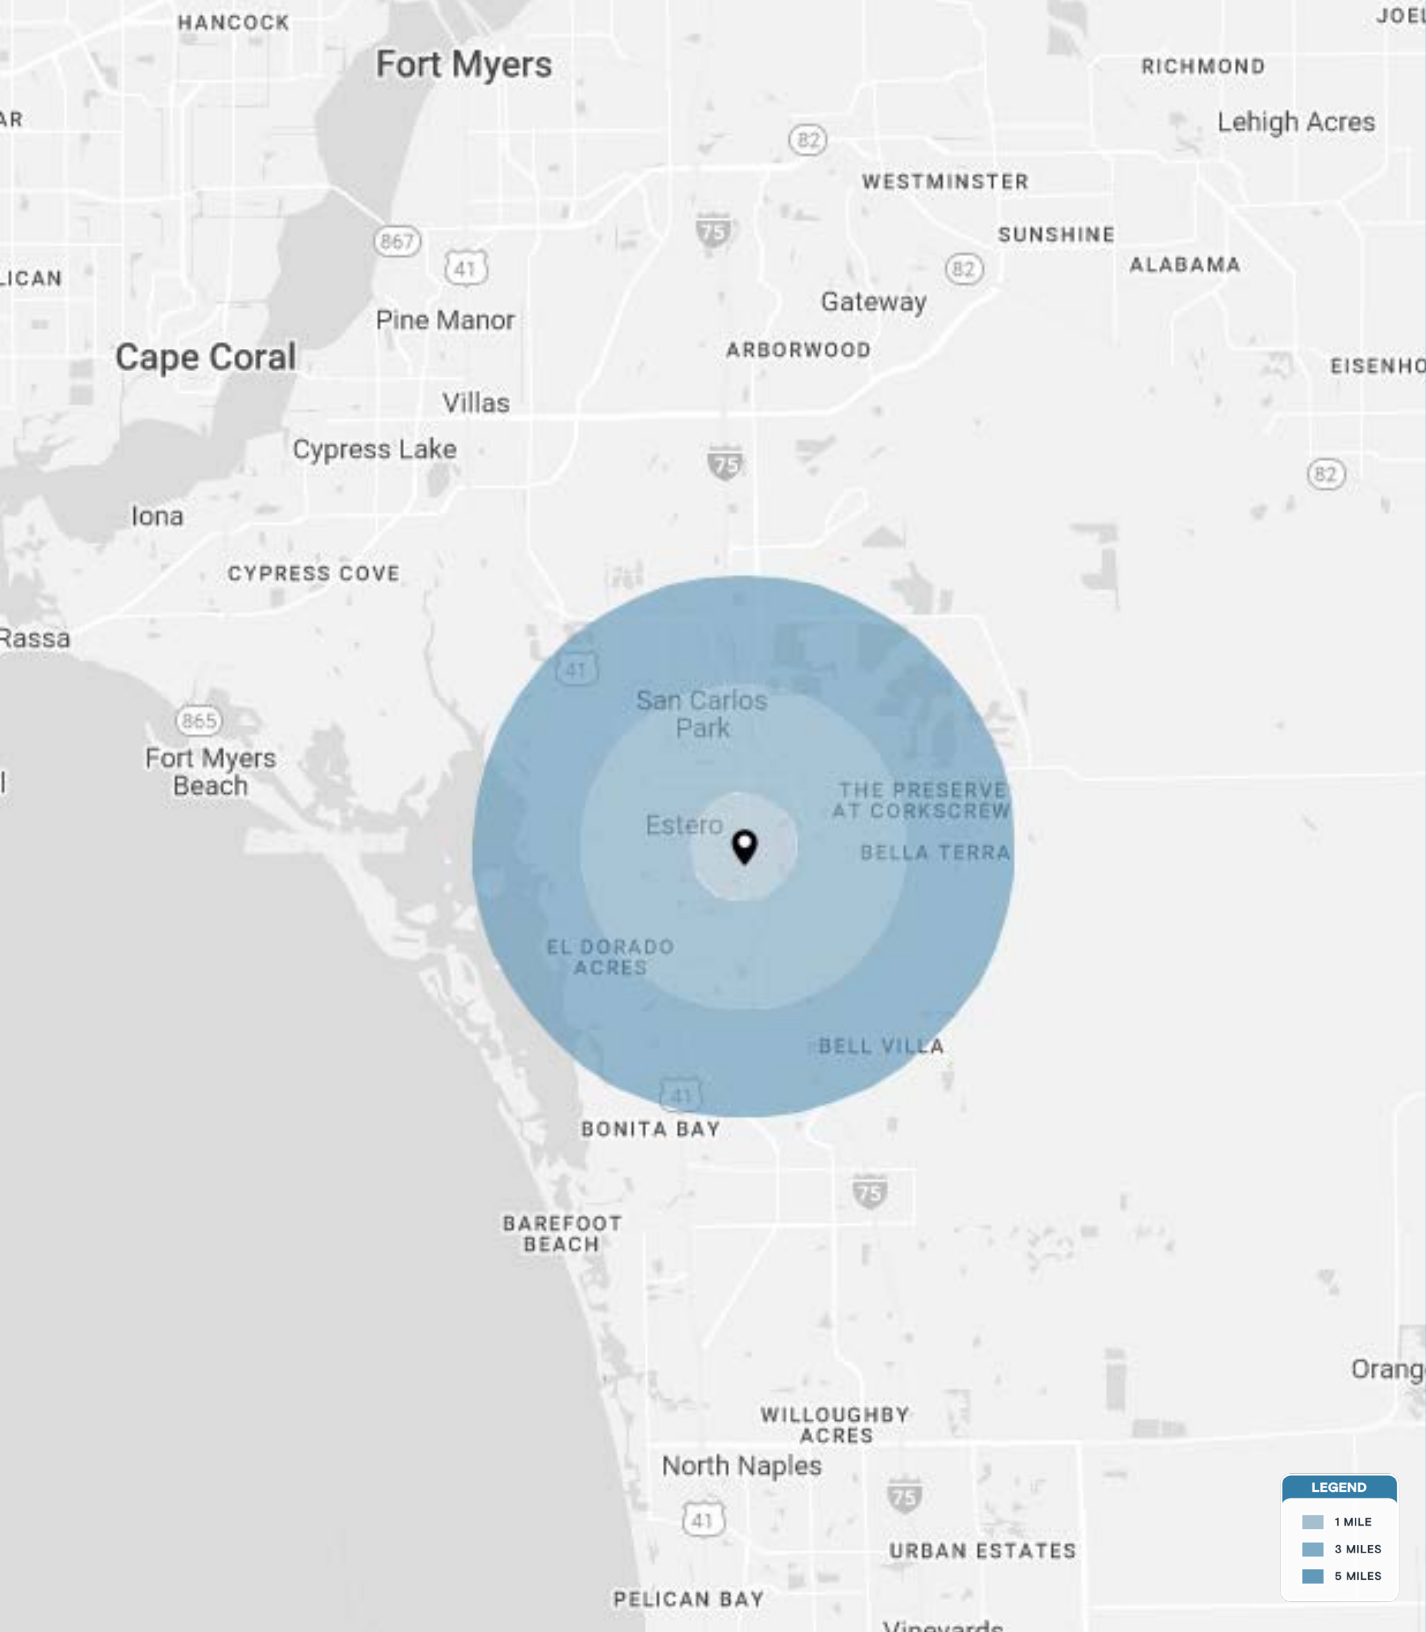 HANCOCK
JOEL
Fort Myers
RICHMOND
AR
Lehigh Acres
82
WESTMINSTER
75
SUNSHINE
867
41
82
ALABAMA
LICAN
Gateway
Pine Manor
ARBORWOOD
Cape Coral
EISENHO
Villas
Cypress Lake
75
82
Iona
CYPRESS COVE
Rassa
41
San Carlos
Park
865
Fort Myers
Beach
l
THE PRESERVE
AT CORKSCREW
Estero
BELLA TERRA
EL DORADO
ACRES
BELL VILLA
41
BONITA BAY
75
BAREFOOT
BEACH
Orang
WILLOUGHBY
ACRES
North Naples
75
41
LEGEND
1 MILE
3 MILES
5 MILES
URBAN ESTATES
PELICAN BAY
Vineyards